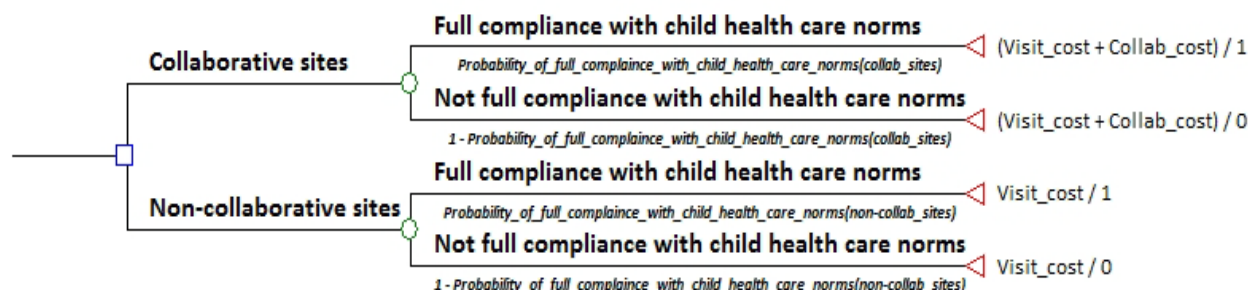 Full compliance with child health care norms
(Visit_cost + Collab_cost) / 1
Collaborative sites
Probability_of_full_complaince_with_child_health_care_norms(collab_sites)
Not full compliance with child health care norms
(Visit_cost + Collab_cost) / 0
1 - Probability_of_full_complaince_with_child_health_care_norms(collab_sites)
Full compliance with child health care norms
Visit_cost / 1
Non-collaborative sites
Probability_of_full_complaince_with_child_health_care_norms(non-collab_sites)
Not full compliance with child health care norms
Visit_cost / 0
1 - Probability_of_full_complaince_with_child_health_care_norms(non-collab_sites)